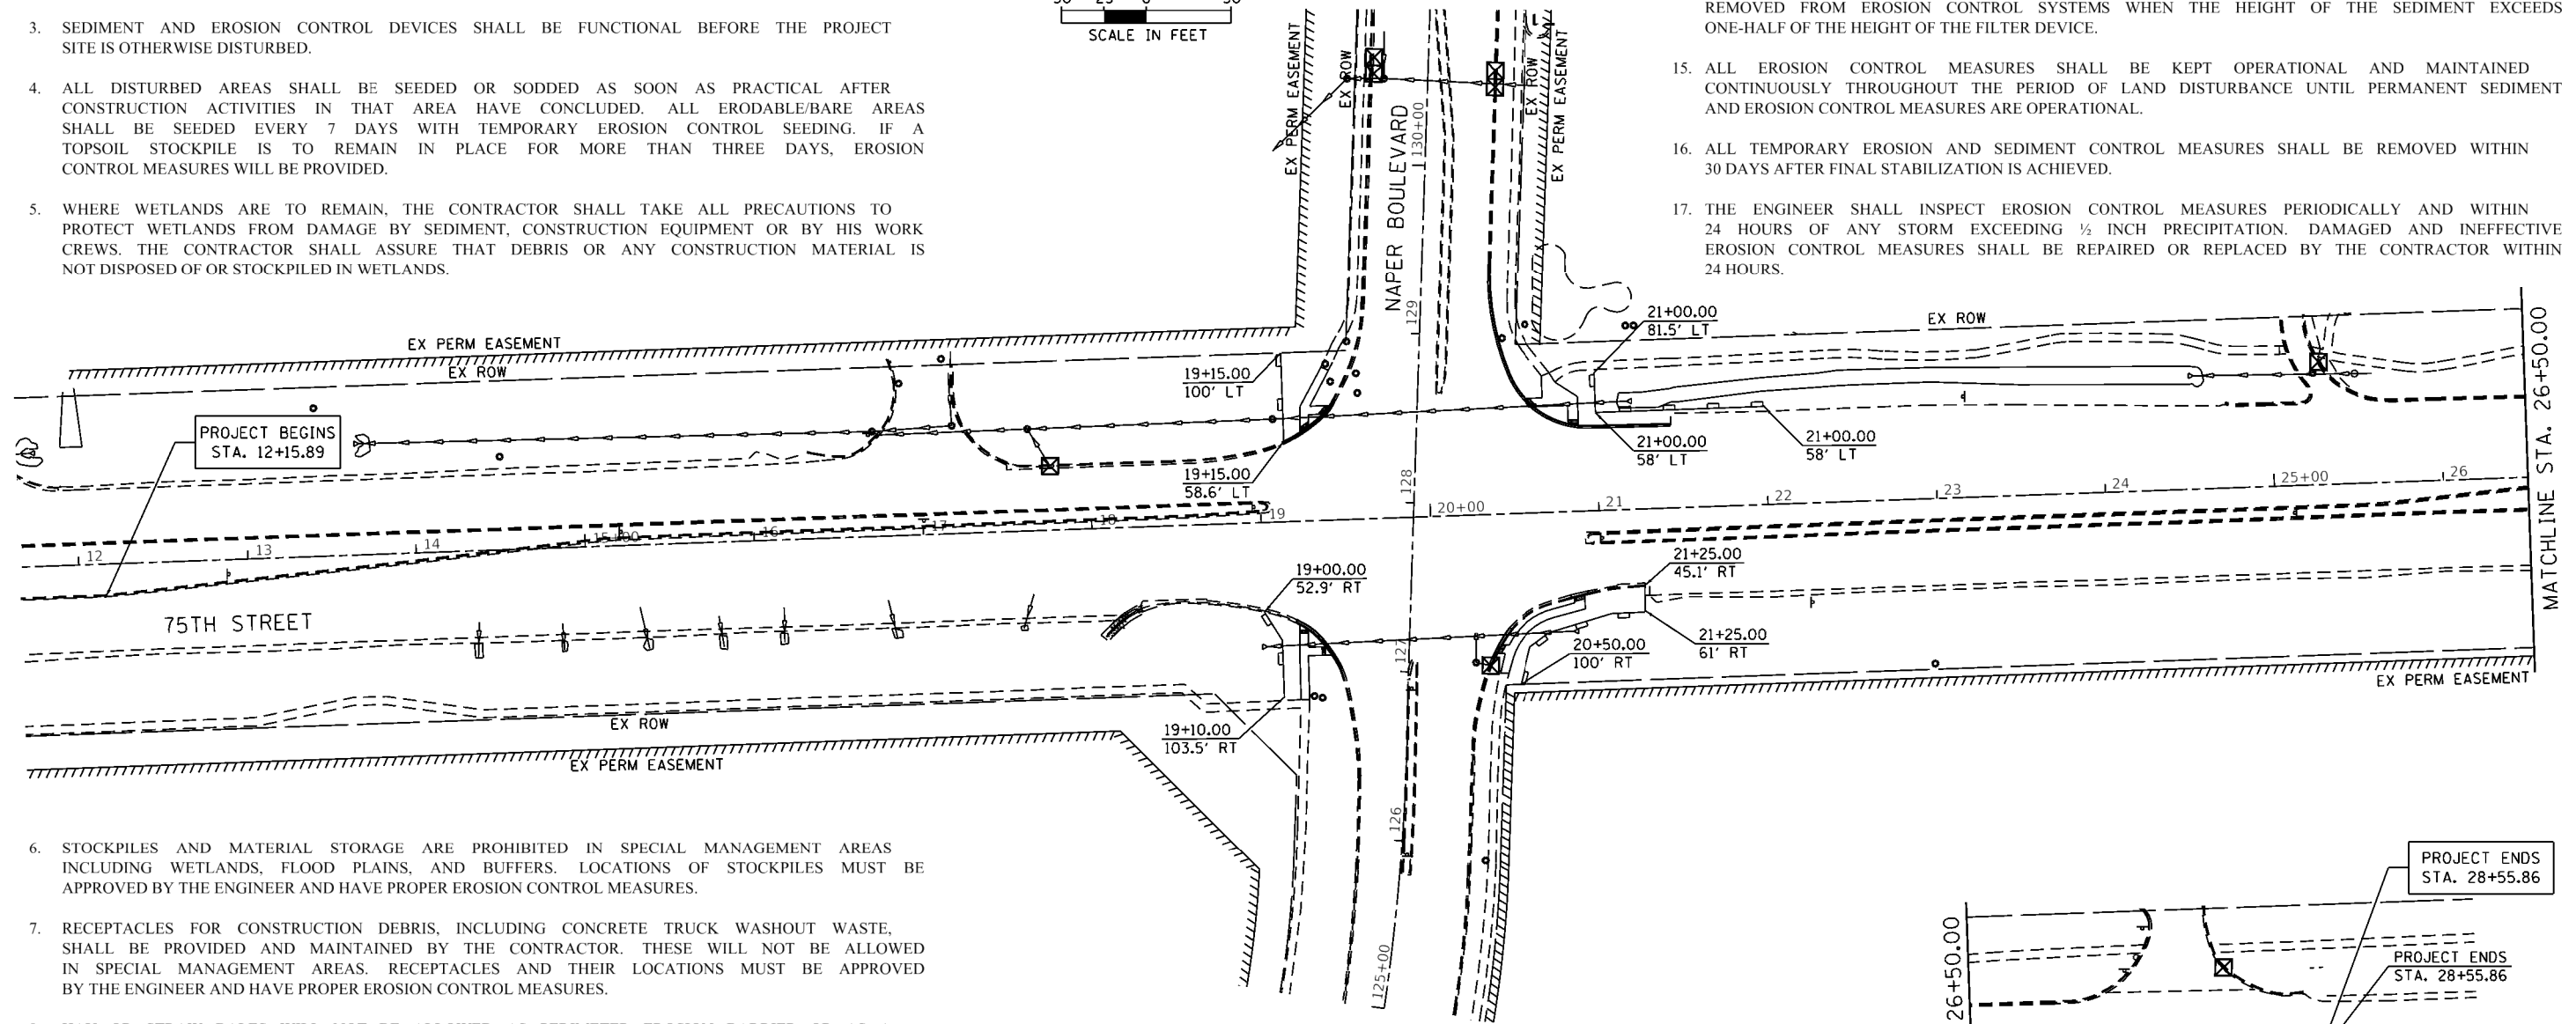 3. SEDIMENT AND EROSION CONTROL DEVICES SHALL BE FUNCTIONAL BEFORE THE PROJECT
SITE IS OTHERWISE DISTURBED.
4. ALL DISTURBED AREAS SHALL BE SEEDED OR SODDED AS SOON AS PRACTICAL AFTER
CONSTRUCTION ACTIVITIES IN THAT AREA HAVE CONCLUDED. ALL ERODABLE/BARE AREAS
SHALL BE SEEDED EVERY 7 DAYS WITH TEMPORARY EROSION CONTROL SEEDING. IF A
TOPSOIL STOCKPILE IS TO REMAIN IN PLACE FOR MORE THAN THREE DAYS, EROSION
CONTROL MEASURES WILL BE PROVIDED.
5. WHERE WETLANDS ARE TO REMAIN, THE CONTRACTOR SHALL TAKE ALL PRECAUTIONS TO
PROTECT WETLANDS FROM DAMAGE BY SEDIMENT, CONSTRUCTION EQUIPMENT OR BY HIS WORK
CREWS. THE CONTRACTOR SHALL ASSURE THAT DEBRIS OR ANY CONSTRUCTION MATERIAL IS
NOT DISPOSED OF OR STOCKPILED IN WETLANDS.
SCALE IN FEET
REMOVED FROM EROSION CONTROL SYSTEMS WHEN THE HEIGHT OF THE SEDIMENT EXCEEDS
ONE-HALF OF THE HEIGHT OF THE FILTER DEVICE.
15. ALL EROSION CONTROL MEASURES SHALL BE KEPT OPERATIONAL AND MAINTAINED
CONTINUOUSLY THROUGHOUT THE PERIOD OF LAND DISTURBANCE UNTIL PERMANENT SEDIMENT
AND EROSION CONTROL MEASURES ARE OPERATIONAL.
16. ALL TEMPORARY EROSION AND SEDIMENT CONTROL MEASURES SHALL BE REMOVED WITHIN
30 DAYS AFTER FINAL STABILIZATION IS ACHIEVED.
17. THE ENGINEER SHALL INSPECT EROSION CONTROL MEASURES PERIODICALLY AND WITHIN
24 HOURS OF ANY STORM EXCEEDING ½ INCH PRECIPITATION. DAMAGED AND INEFFECTIVE
EROSION CONTROL MEASURES SHALL BE REPAIRED OR REPLACED BY THE CONTRACTOR WITHIN
24 HOURS.
EX PERM EASEMENT
EX ROW
NAPER BOULEVARD
130+00
EX ROW
EX PERM EASEMENT
129
128
127
126
125+00
EX PERM EASEMENT
EX ROW
PROJECT BEGINS
STA. 12+15.89
19+15.00
100' LT
19+15.00
58.6' LT
21+00.00
81.5' LT
21+00.00
58' LT
21+00.00
58' LT
EX ROW
MATCHLINE STA. 26+50.00
12
13
14
15+00
16
17
18
19
20+00
21
22
23
24
25+00
26
75TH STREET
19+00.00
52.9' RT
21+25.00
45.1' RT
21+25.00
61' RT
20+50.00
100' RT
19+10.00
103.5' RT
EX ROW
EX PERM EASEMENT
EX PERM EASEMENT
6. STOCKPILES AND MATERIAL STORAGE ARE PROHIBITED IN SPECIAL MANAGEMENT AREAS
INCLUDING WETLANDS, FLOOD PLAINS, AND BUFFERS. LOCATIONS OF STOCKPILES MUST BE
APPROVED BY THE ENGINEER AND HAVE PROPER EROSION CONTROL MEASURES.
7. RECEPTACLES FOR CONSTRUCTION DEBRIS, INCLUDING CONCRETE TRUCK WASHOUT WASTE,
SHALL BE PROVIDED AND MAINTAINED BY THE CONTRACTOR. THESE WILL NOT BE ALLOWED
IN SPECIAL MANAGEMENT AREAS. RECEPTACLES AND THEIR LOCATIONS MUST BE APPROVED
BY THE ENGINEER AND HAVE PROPER EROSION CONTROL MEASURES.
PROJECT ENDS
STA. 28+55.86
PROJECT ENDS
STA. 28+55.86
26+50.00